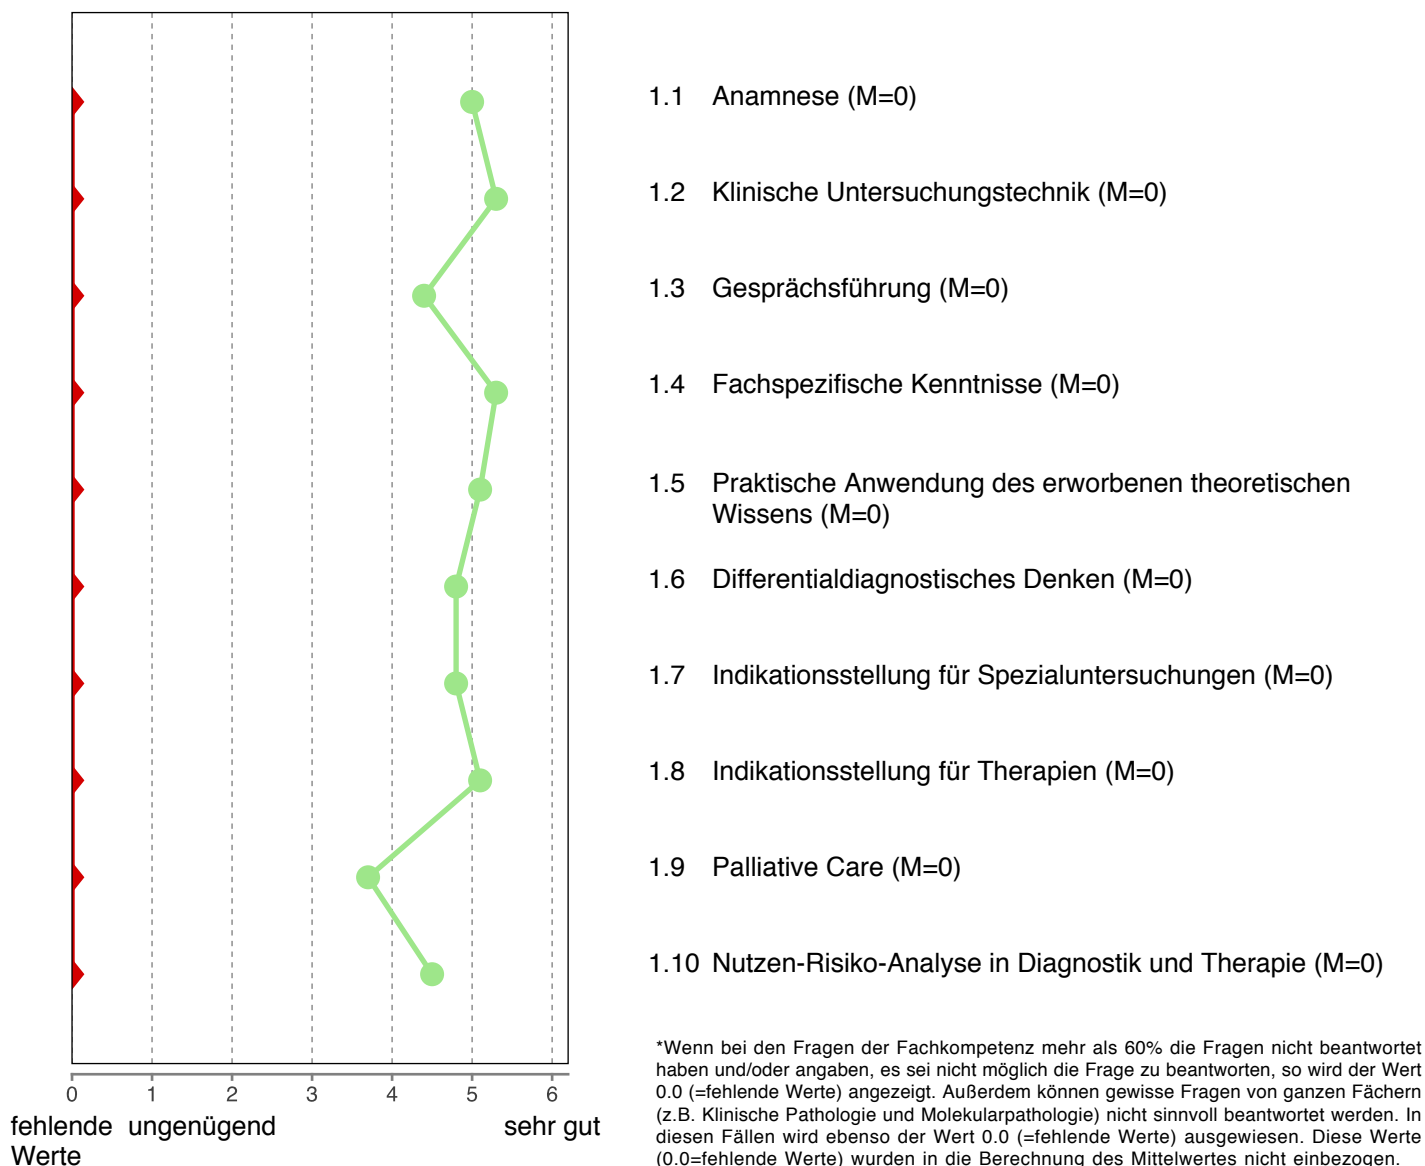 1.1 Anamnese (M=0)
1.2 Klinische Untersuchungstechnik (M=0)
1.3 Gesprächsführung (M=0)
1.4 Fachspezifische Kenntnisse (M=0)
1.5 Praktische Anwendung des erworbenen theoretischen
Wissens (M=0)
1.6 Differentialdiagnostisches Denken (M=0)
1.7 Indikationsstellung für Spezialuntersuchungen (M=0)
1.8 Indikationsstellung für Therapien (M=0)
1.9 Palliative Care (M=0)
1.10 Nutzen-Risiko-Analyse in Diagnostik und Therapie (M=0)
0 1 2 3 4 5 6
fehlende ungenügend sehr gut
Werte
*Wenn bei den Fragen der Fachkompetenz mehr als 60% die Fragen nicht beantwortet
haben und/oder angaben, es sei nicht möglich die Frage zu beantworten, so wird der Wert
0.0 (=fehlende Werte) angezeigt. Außerdem können gewisse Fragen von ganzen Fächern
(z.B. Klinische Pathologie und Molekularpathologie) nicht sinnvoll beantwortet werden. In
diesen Fällen wird ebenso der Wert 0.0 (=fehlende Werte) ausgewiesen. Diese Werte
(0.0=fehlende Werte) wurden in die Berechnung des Mittelwertes nicht einbezogen.